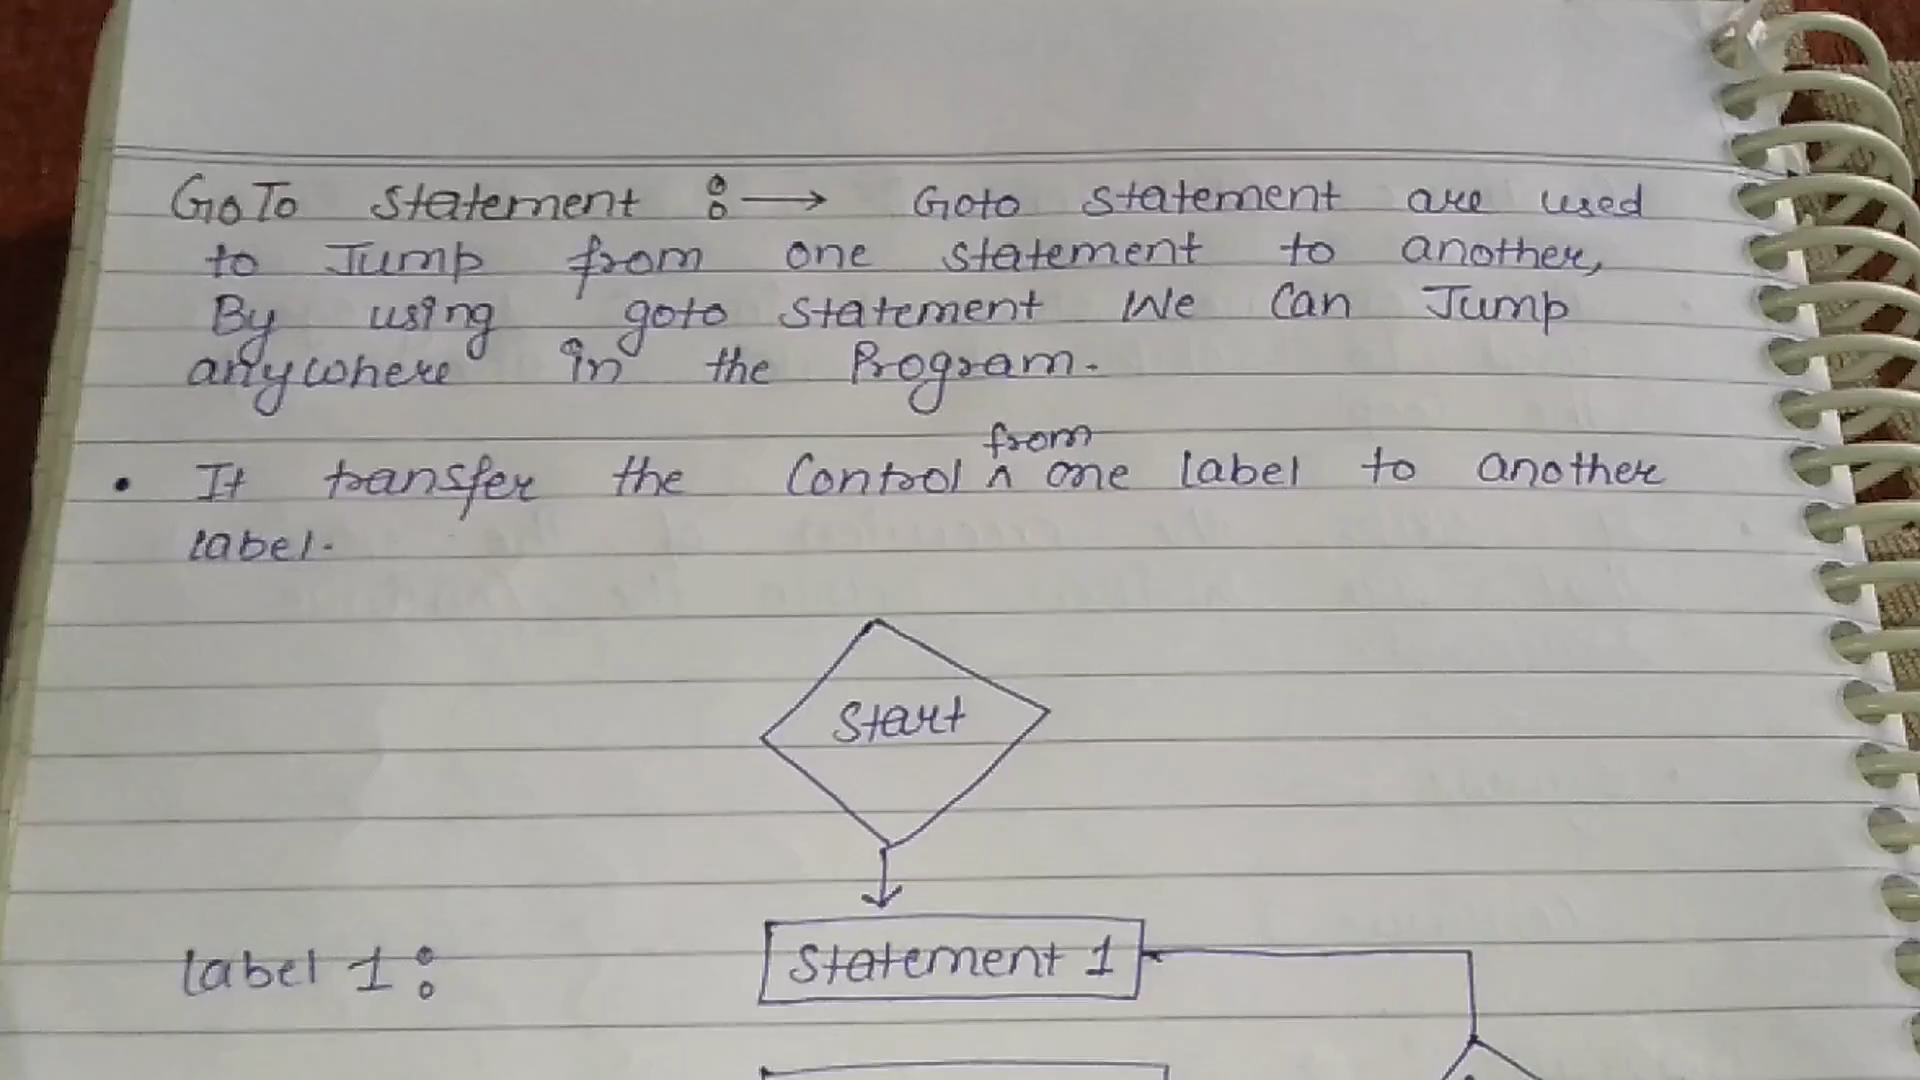 GoTo Statement : → Goto statement are used
to Jump from one statement to another,
By using goto statement We Can Jump
anywhere in the Program.
from
• It transfer the Control ^ one label to another
label.
Start
label 1 :
Statement 1